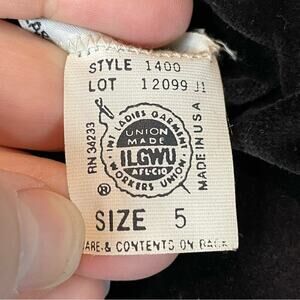 STYLE 1400
LOT 12099 J1
RN 34233
INT'L LADIES GARMENT
UNION
MADE
ILGWU
AFL-CIO
WORKERS UNION
®
MADE IN USA
SIZE 5
CARE & CONTENTS ON BACK